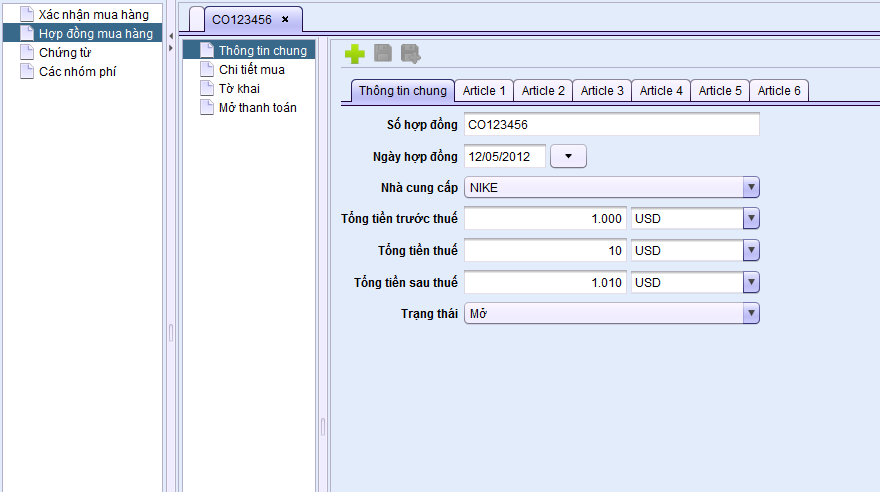 Xác nhận mua hàng
Hợp đồng mua hàng
Chứng từ
Các nhóm phí
CO123456
Thông tin chung
Chi tiết mua
Tờ khai
Mở thanh toán
Thông tin chung Article 1 Article 2 Article 3 Article 4 Article 5 Article 6
Số hợp đồng CO123456
Ngày hợp đồng 12/05/2012
Nhà cung cấp NIKE
Tổng tiền trước thuế 1.000 USD
Tổng tiền thuế 10 USD
Tổng tiền sau thuế 1.010 USD
Trạng thái Mở